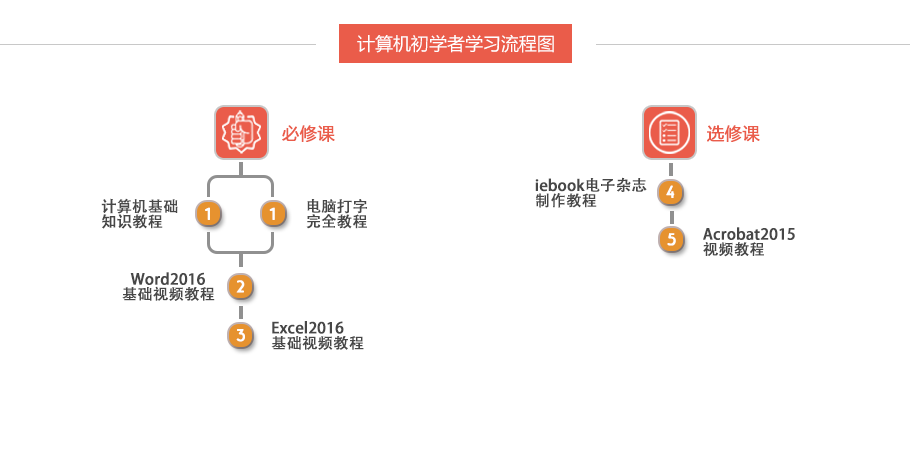 计算机初学者学习流程图
必修课
计算机基础
知识教程
1
1
电脑打字
完全教程
Word2016
基础视频教程
2
3
Excel2016
基础视频教程
选修课
iebook电子杂志
制作教程
4
5
Acrobat2015
视频教程